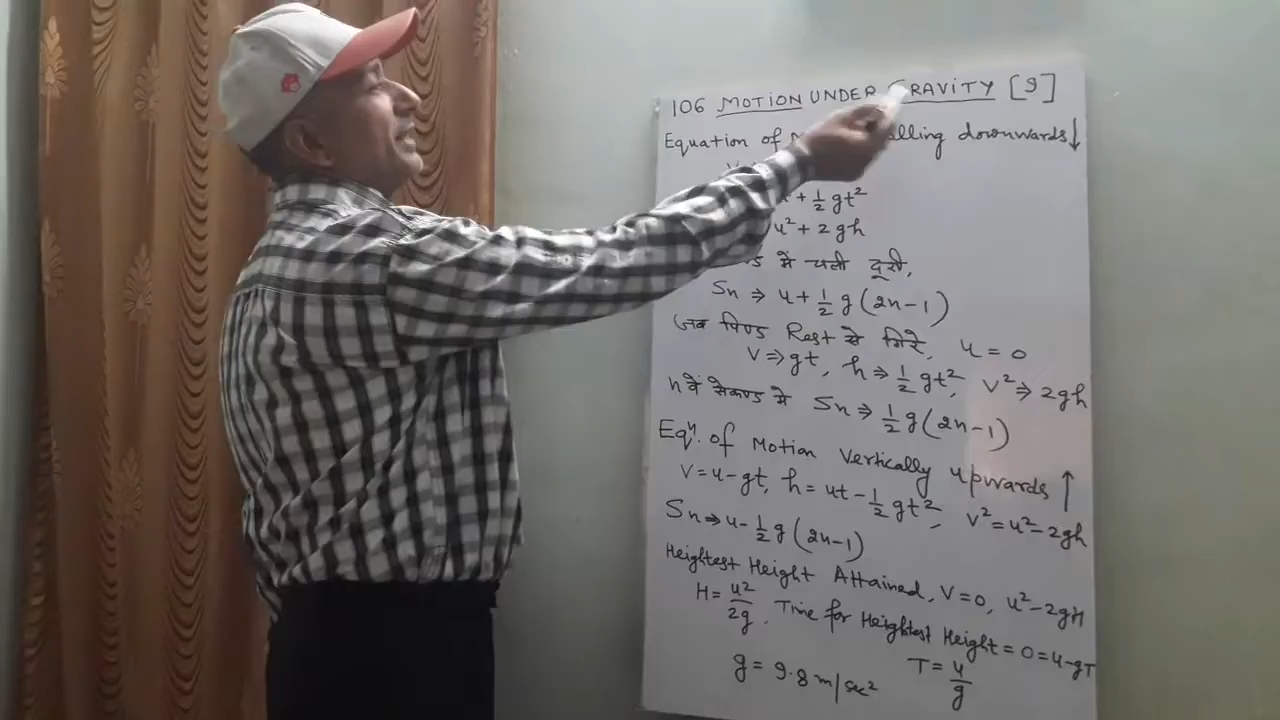 106 MOTION UNDER GRAVITY [g]
Equation of falling downwards ↓
+ 1/2 gt²
u² + 2gh
में चली दूरी,
Sn ⇒ u + 1/2 g(2n-1)
जब पिण्ड Rest से गिरे, u = 0
V ⇒ gt, h ⇒ 1/2 gt², V² ⇒ 2gh
n वें सेकण्ड में Sn ⇒ 1/2 g(2n-1)
Eqⁿ. of Motion Vertically upwards ↑
V = u - gt, h = ut - 1/2 gt², V² = u² - 2gh
Sn ⇒ u - 1/2 g(2n-1)
Heightest Height Attained, V = 0, u² - 2gH
H = u²/2g, Time for Heightest Height = 0 = u - gT
g = 9.8 m/sec² T = u/g